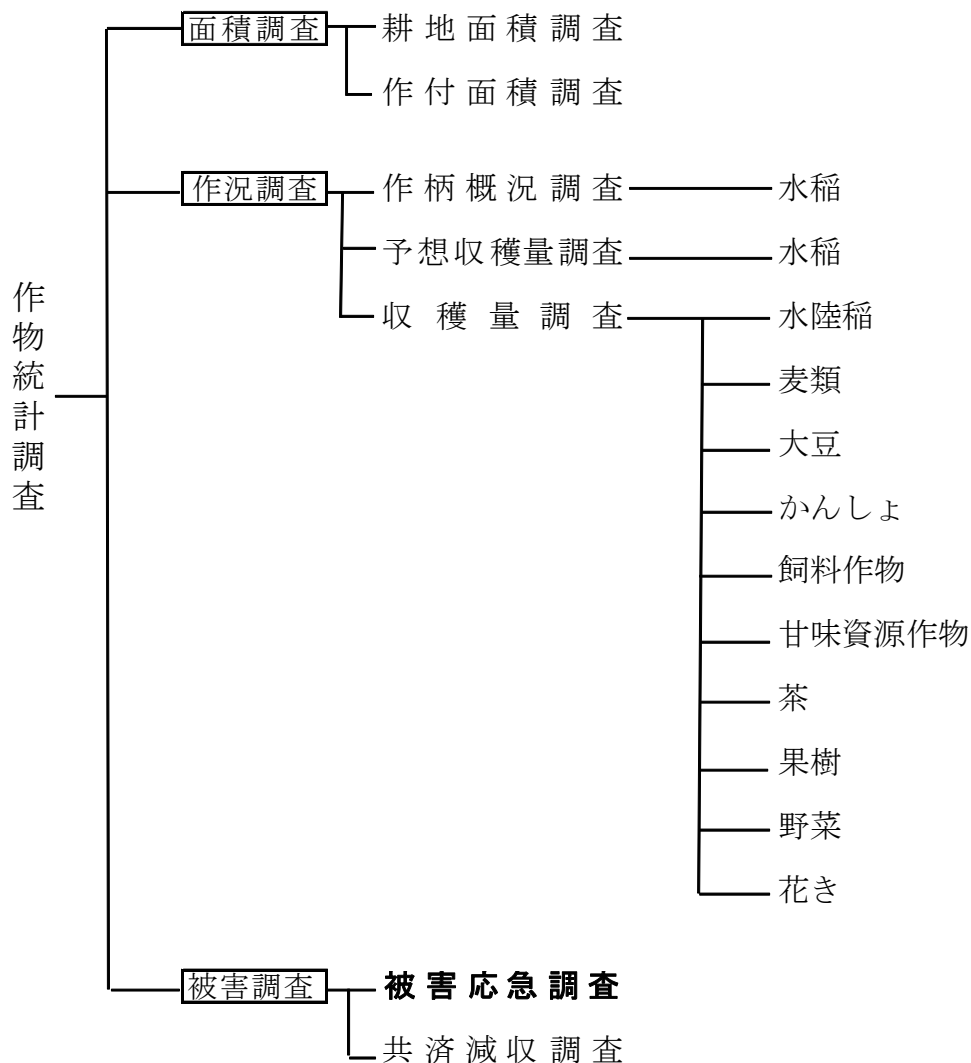 作物統計調査
面積調査
耕地面積調査
作付面積調査
作況調査
作柄概況調査
水稲
予想収穫量調査
水稲
収穫量調査
水陸稲
麦類
大豆
かんしょ
飼料作物
甘味資源作物
茶
果樹
野菜
花き
被害調査
被害応急調査
共済減収調査